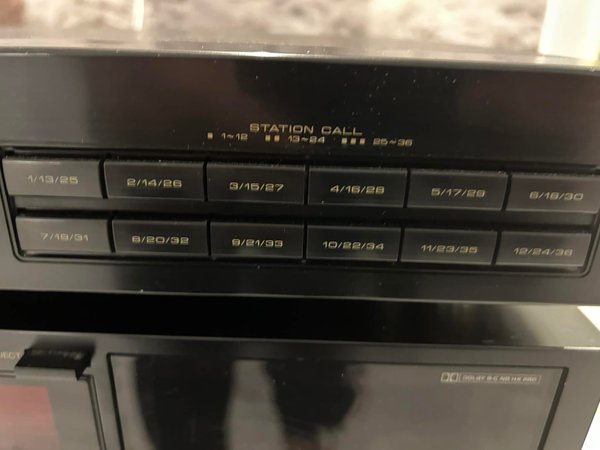 STATION CALL
1~12 13~24 25~36
1/13/25 2/14/26 3/15/27 4/16/28 5/17/29 6/18/30
7/19/31 8/20/32 9/21/33 10/22/34 11/23/35 12/24/36
DOLBY B-C NR HX PRO